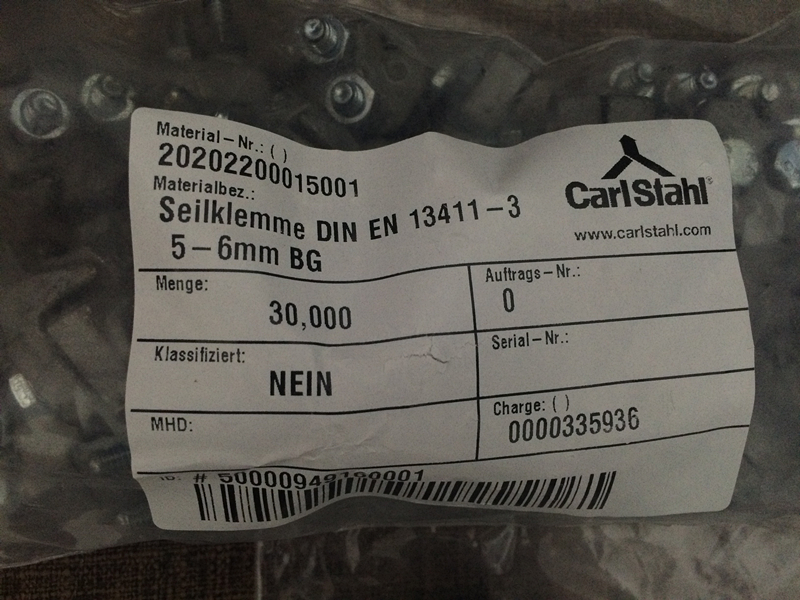 Material-Nr.: ( )
20202200015001
Materialbez.:
Seilklemme DIN EN 13411-3
5-6mm BG
CarlStahl®
www.carlstahl.com
Menge:
30,000
Auftrags-Nr.:
0
Klassifiziert:
NEIN
Serial-Nr.:
MHD:
Charge: ( )
0000335936
ID: #